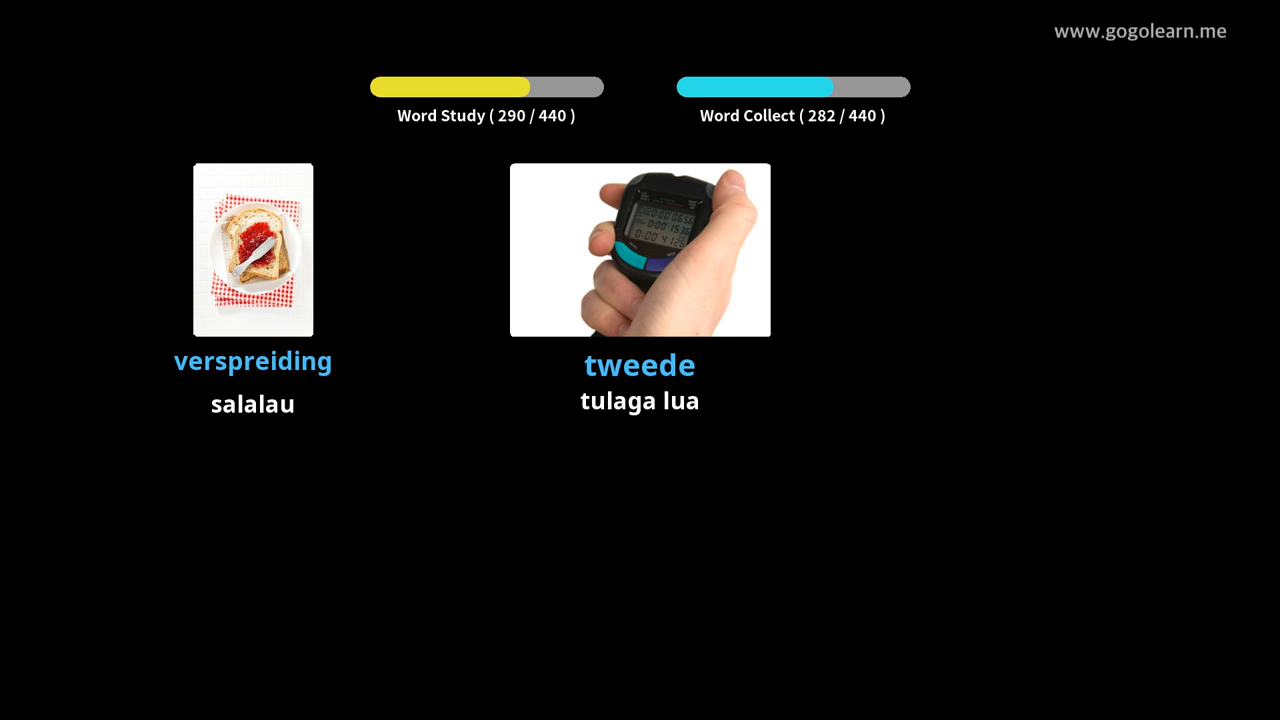 www.gogolearn.me
Word Study ( 290 / 440 )
Word Collect ( 282 / 440 )
verspreiding
salalau
tweede
tulaga lua